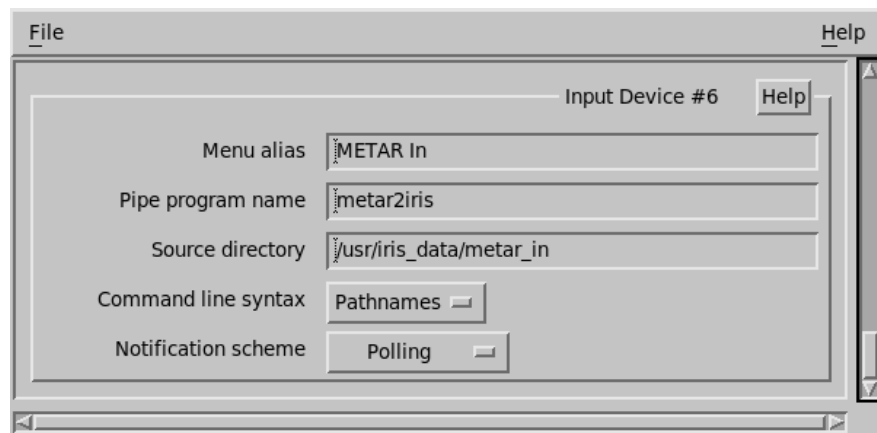 File Help
Input Device #6 Help
Menu alias METAR In
Pipe program name metar2iris
Source directory /usr/iris_data/metar_in
Command line syntax Pathnames
Notification scheme Polling